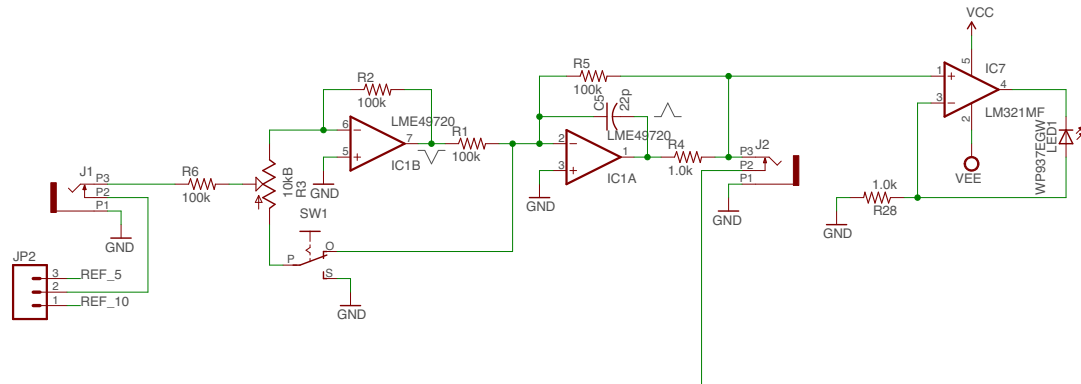 VCC
R2
100k
R5
100k
C5
22p
5
1
3
4
2
IC7
LM321MF
VEE
LME49720
6
5
7
IC1B
GND
R1
100k
LME49720
2
3
1
IC1A
GND
R4
1.0k
J2
P3
P2
P1
GND
WP937EGW
LED1
1.0k
R28
GND
J1
P3
P2
P1
GND
R6
100k
10kB
R3
SW1
P
O
S
GND
JP2
3
REF_5
2
1
REF_10